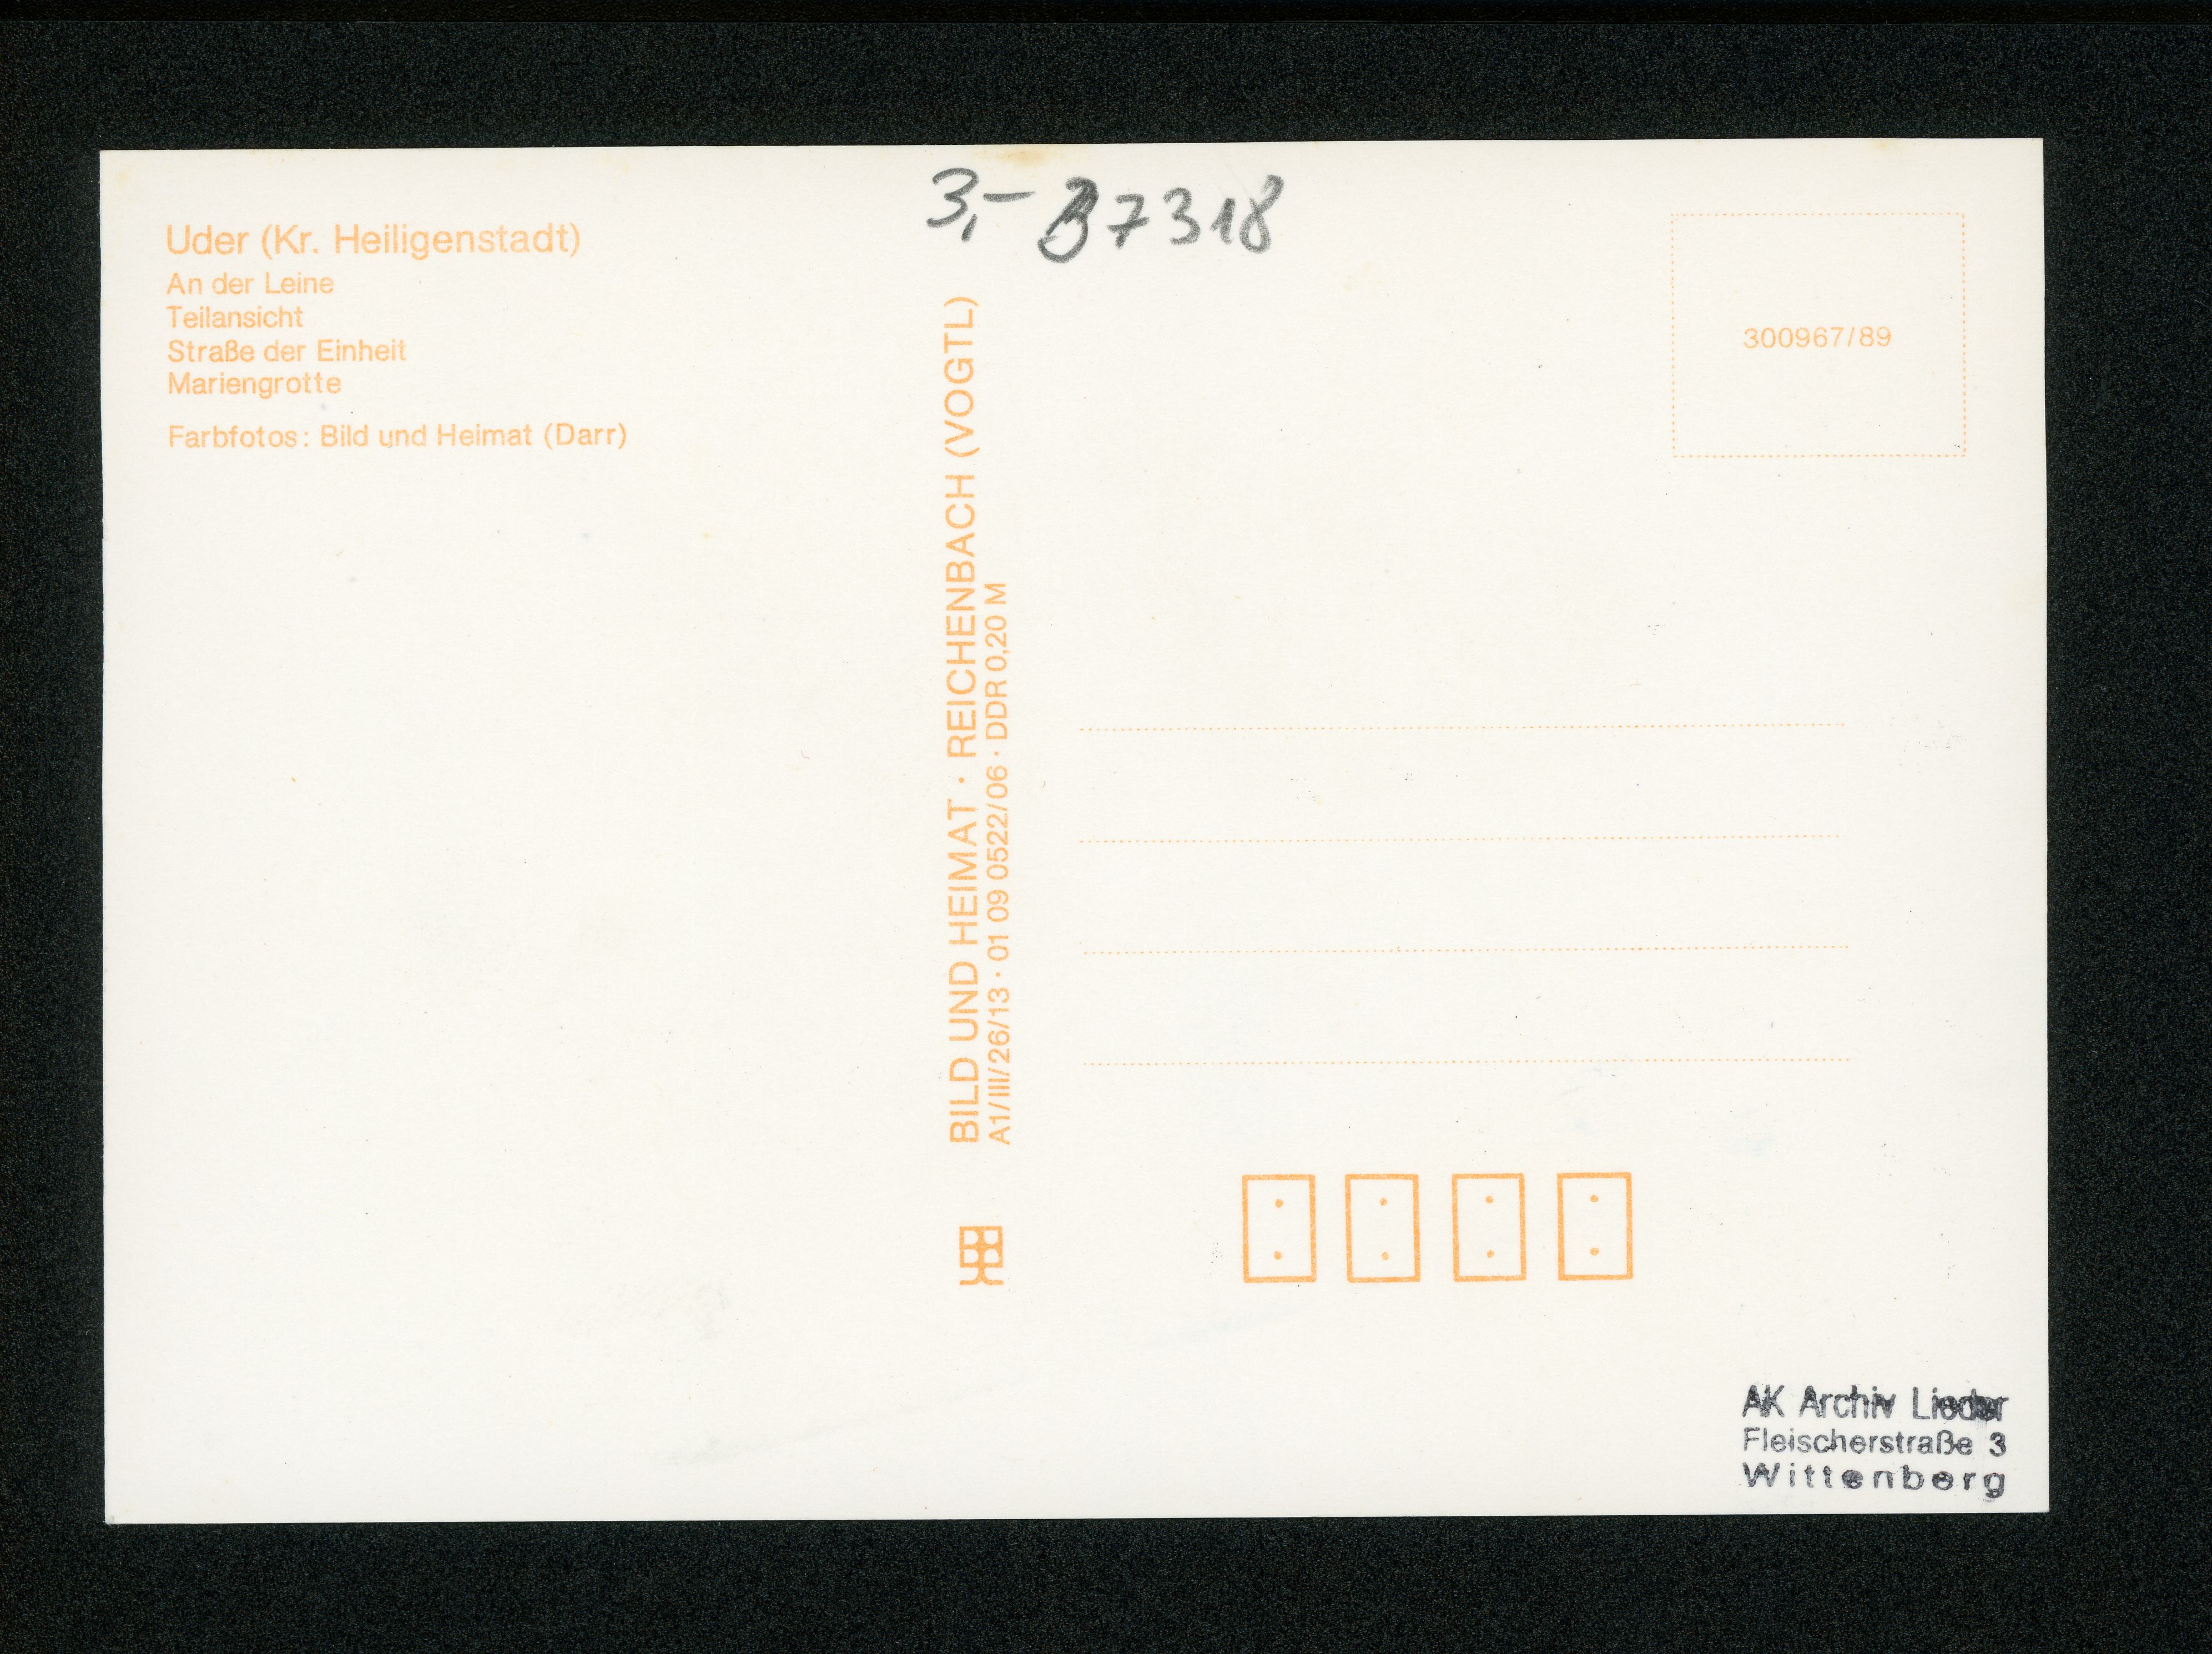 3,- B7318
Uder (Kr. Heiligenstadt)
An der Leine
Teilansicht
Straße der Einheit
Mariengrotte
Farbfotos: Bild und Heimat (Darr)
BILD UND HEIMAT · REICHENBACH (VOGTL)
A1/III/26/13 · 01 09 0522/06 · DDR 0,20 M
300967/89
AK Archiv Lieder
Fleischerstraße 3
Wittenberg